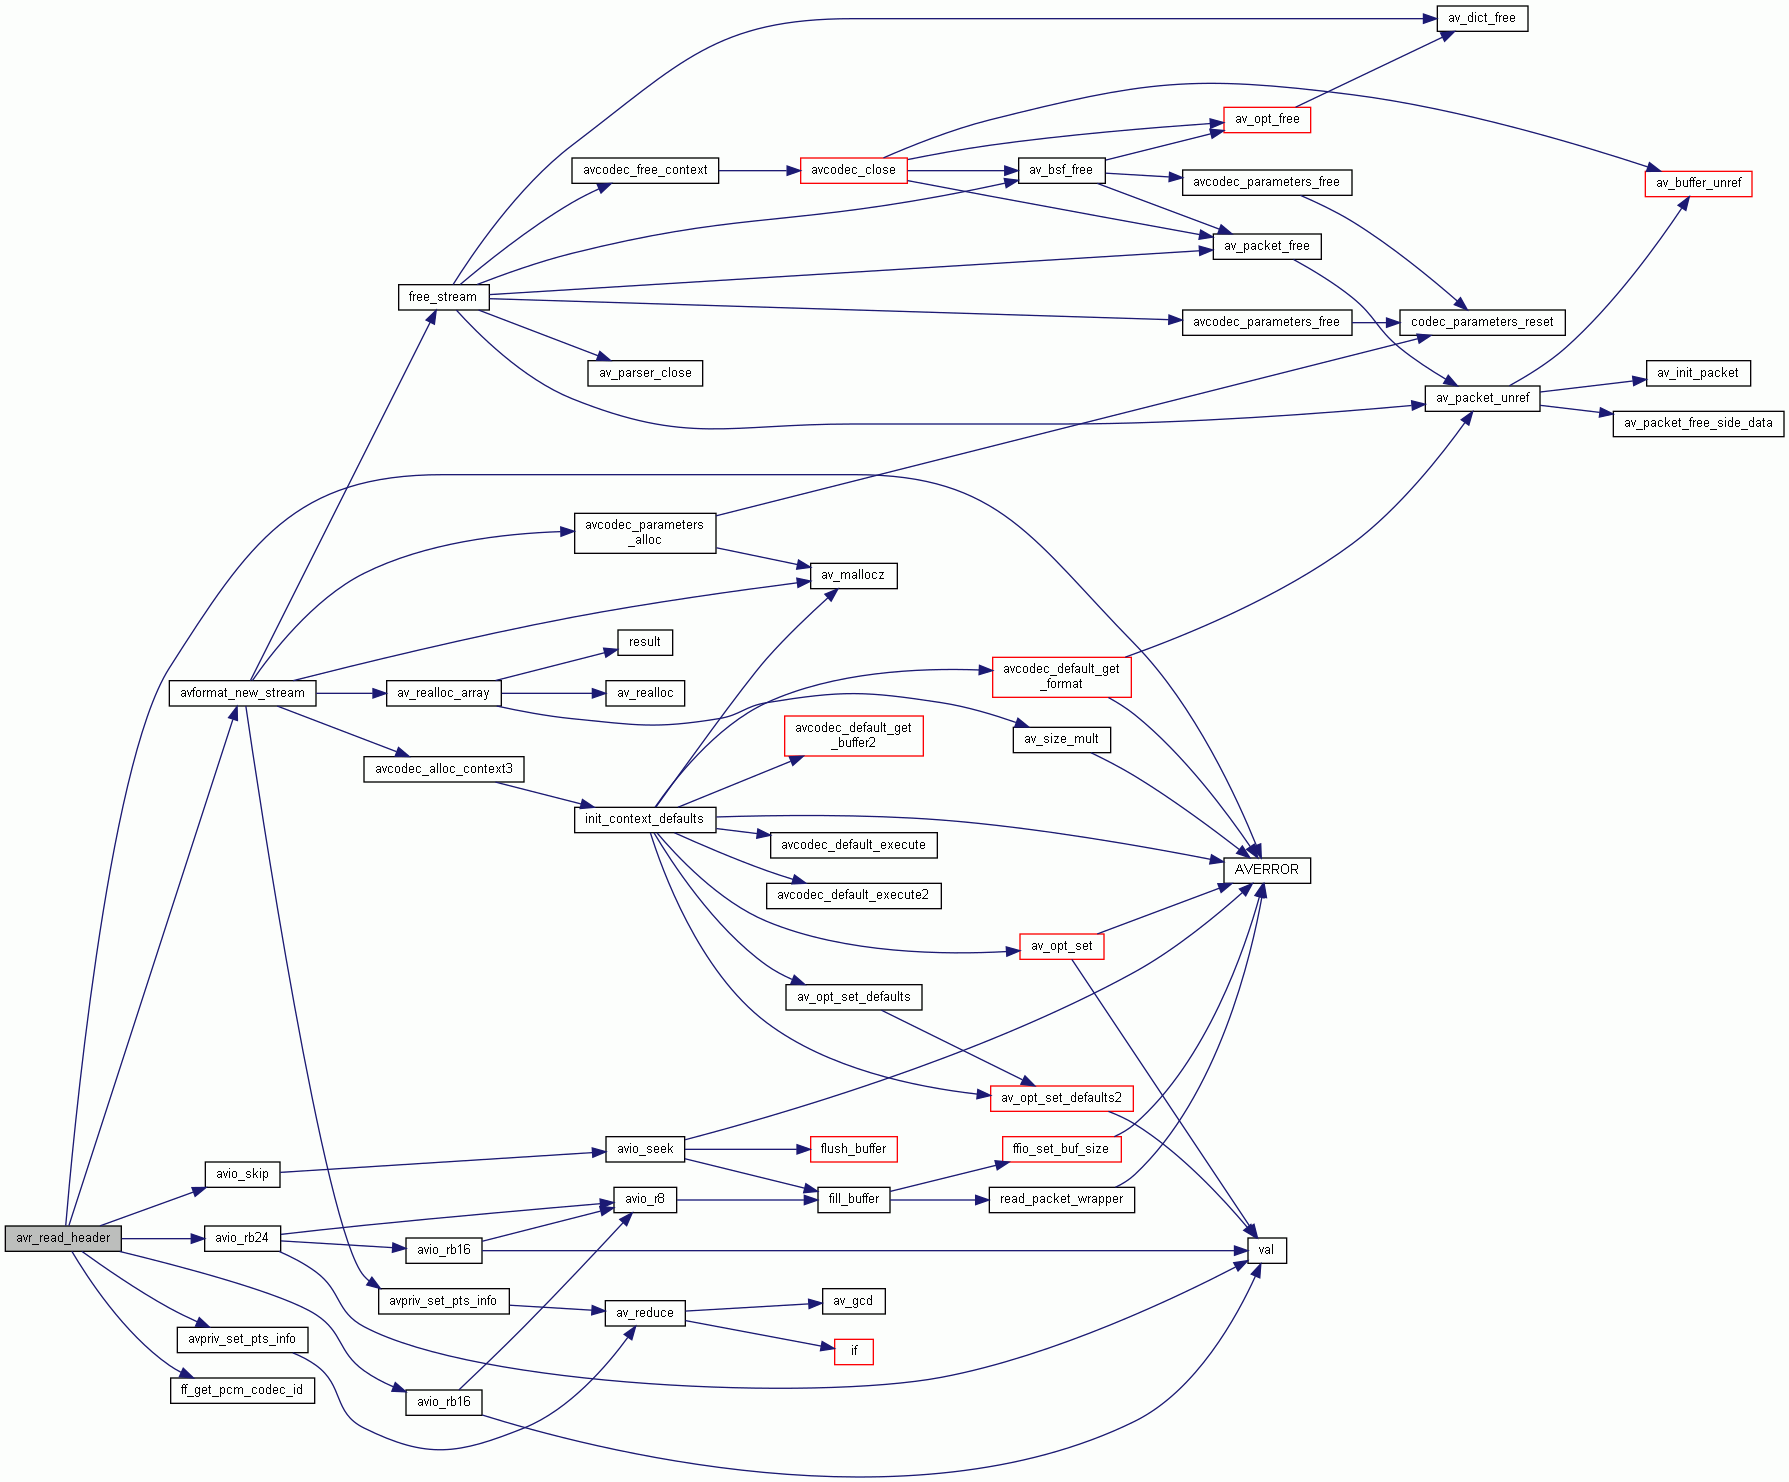 av_dict_free
av_opt_free
avcodec_free_context
avcodec_close
av_bsf_free
avcodec_parameters_free
av_buffer_unref
av_packet_free
free_stream
avcodec_parameters_free
codec_parameters_reset
av_parser_close
av_init_packet
av_packet_unref
av_packet_free_side_data
avcodec_parameters
_alloc
av_mallocz
result
avcodec_default_get
_format
avformat_new_stream
av_realloc_array
av_realloc
avcodec_default_get
_buffer2
av_size_mult
avcodec_alloc_context3
init_context_defaults
avcodec_default_execute
AVERROR
avcodec_default_execute2
av_opt_set
av_opt_set_defaults
av_opt_set_defaults2
avio_seek
flush_buffer
ffio_set_buf_size
avio_skip
avio_r8
fill_buffer
read_packet_wrapper
avr_read_header
avio_rb24
avio_rb16
val
avpriv_set_pts_info
av_reduce
av_gcd
avpriv_set_pts_info
if
ff_get_pcm_codec_id
avio_rb16